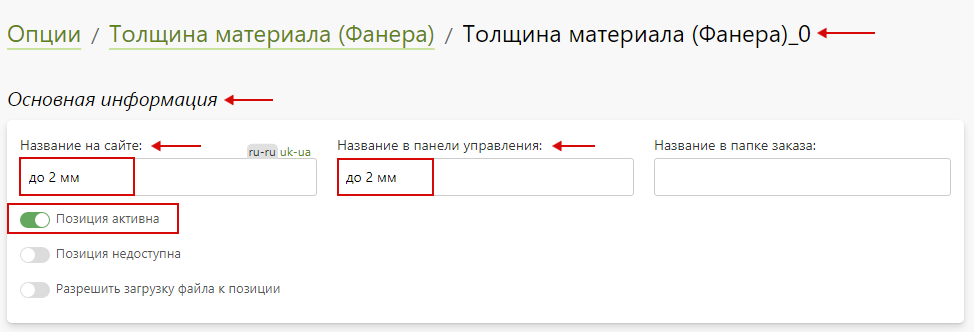 Опции / Толщина материала (Фанера) / Толщина материала (Фанера)_0
Основная информация
Название на сайте: ru-ru uk-ua Название в панели управления: Название в папке заказа:
до 2 мм до 2 мм
Позиция активна
Позиция недоступна
Разрешить загрузку файла к позиции